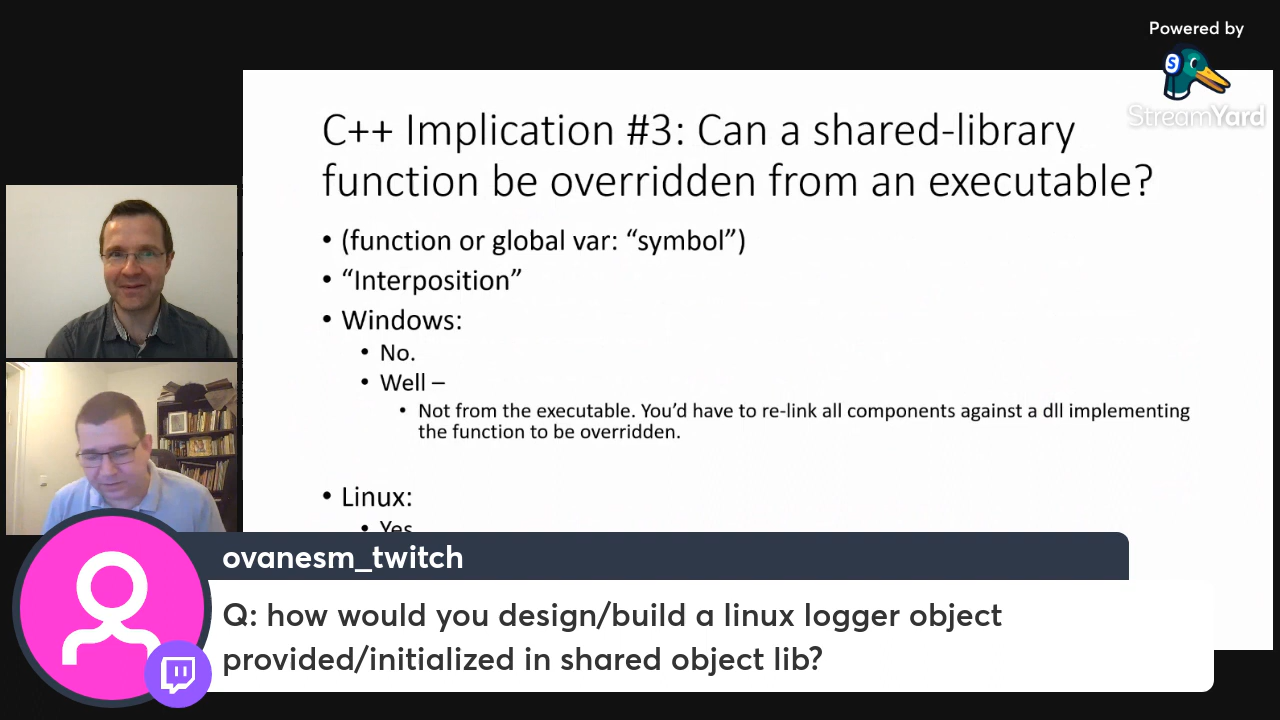 Powered by
StreamYard
C++ Implication #3: Can a shared-library
function be overridden from an executable?
• (function or global var: “symbol”)
• “Interposition”
• Windows:
• No.
• Well –
• Not from the executable. You’d have to re-link all components against a dll implementing
the function to be overridden.
• Linux:
• Yes
ovanesm_twitch
Q: how would you design/build a linux logger object
provided/initialized in shared object lib?